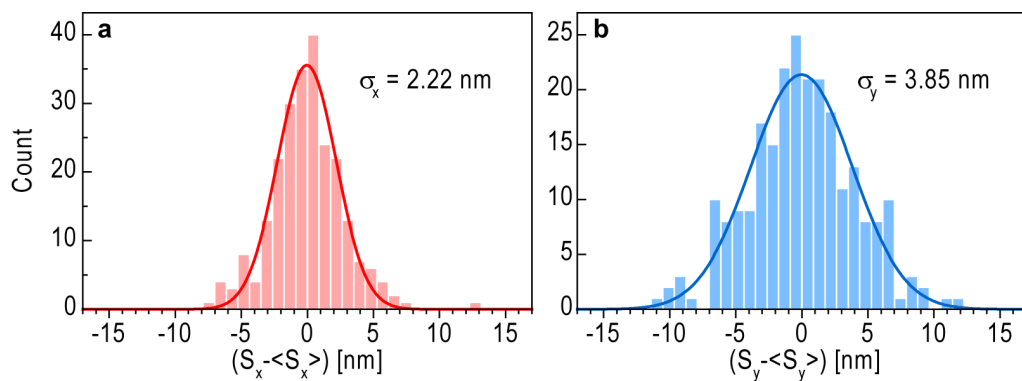 a
b
σx = 2.22 nm
σy = 3.85 nm
Count
40
30
20
10
0
25
20
15
10
5
0
-15 -10 -5 0 5 10 15
-15 -10 -5 0 5 10 15
(Sx-<Sx>) [nm]
(Sy-<Sy>) [nm]